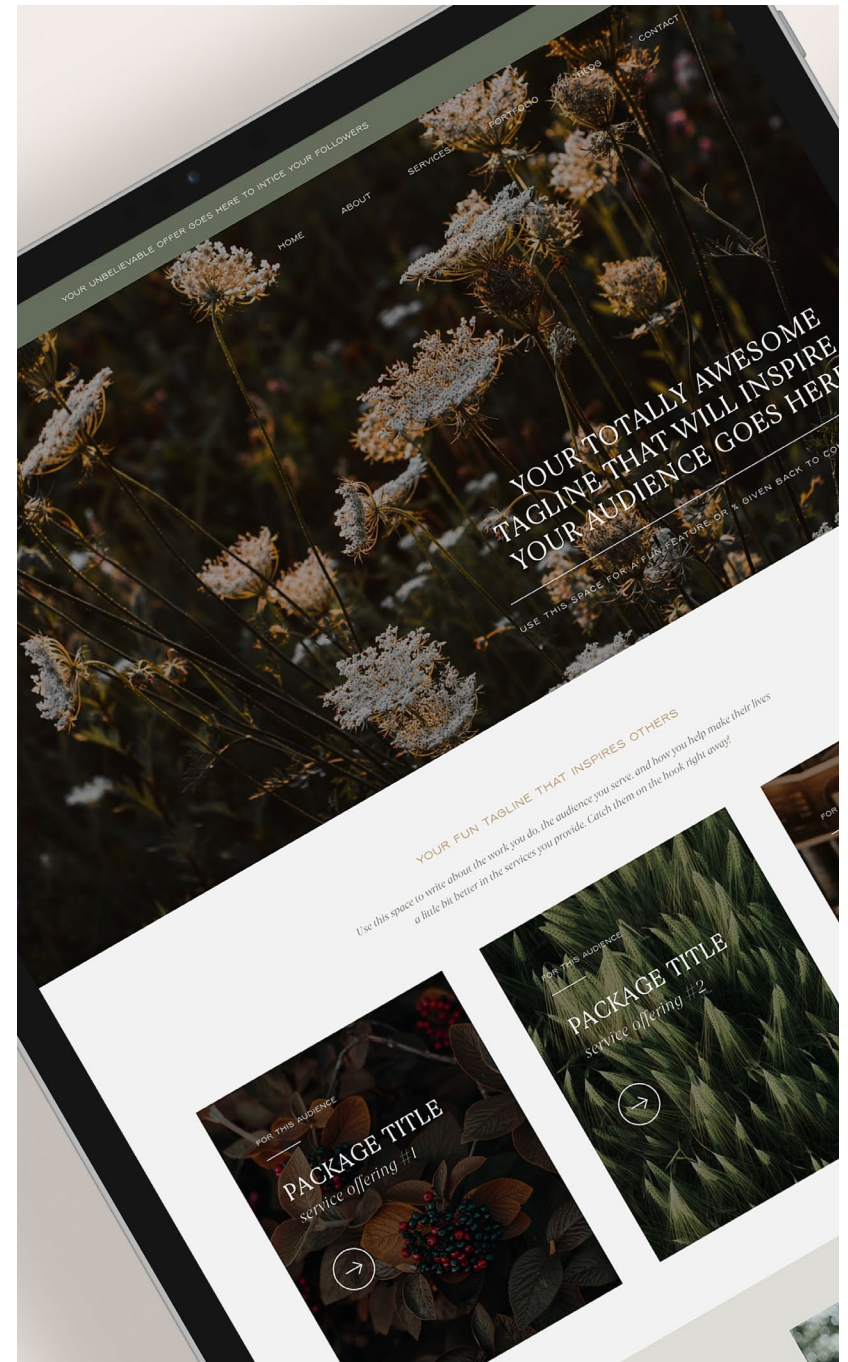 YOUR UNBELIEVABLE OFFER GOES HERE TO INTICE YOUR FOLLOWERS
HOME ABOUT SERVICES PORTFOLIO BLOG CONTACT
YOUR TOTALLY AWESOME
TAGLINE THAT WILL INSPIRE
YOUR AUDIENCE GOES HERE
USE THIS SPACE FOR A FUN FEATURE OR % GIVEN BACK TO
YOUR FUN TAGLINE THAT INSPIRES OTHERS
Use this space to write about the work you do, the audience you serve, and how you help make their lives
a little bit better in the services you provide. Catch them on the hook right away!
FOR THIS AUDIENCE
PACKAGE TITLE
service offering #1
FOR THIS AUDIENCE
PACKAGE TITLE
service offering #2
FOR